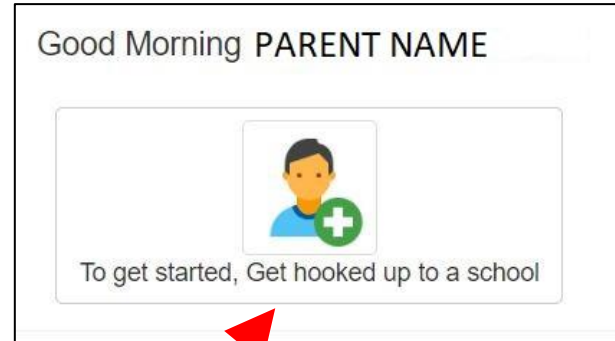 Good Morning PARENT NAME
To get started, Get hooked up to a school